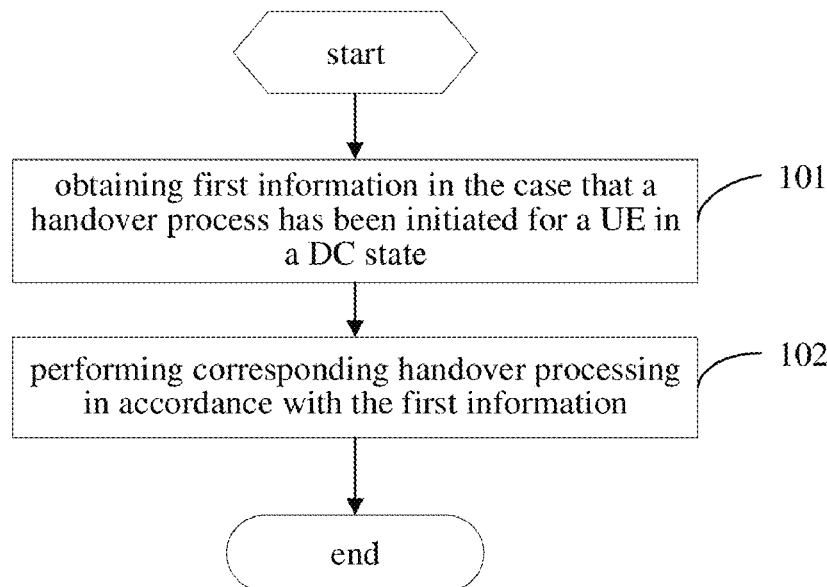 start
obtaining first information in the case that a
handover process has been initiated for a UE in
a DC state
101
performing corresponding handover processing
in accordance with the first information
102
end